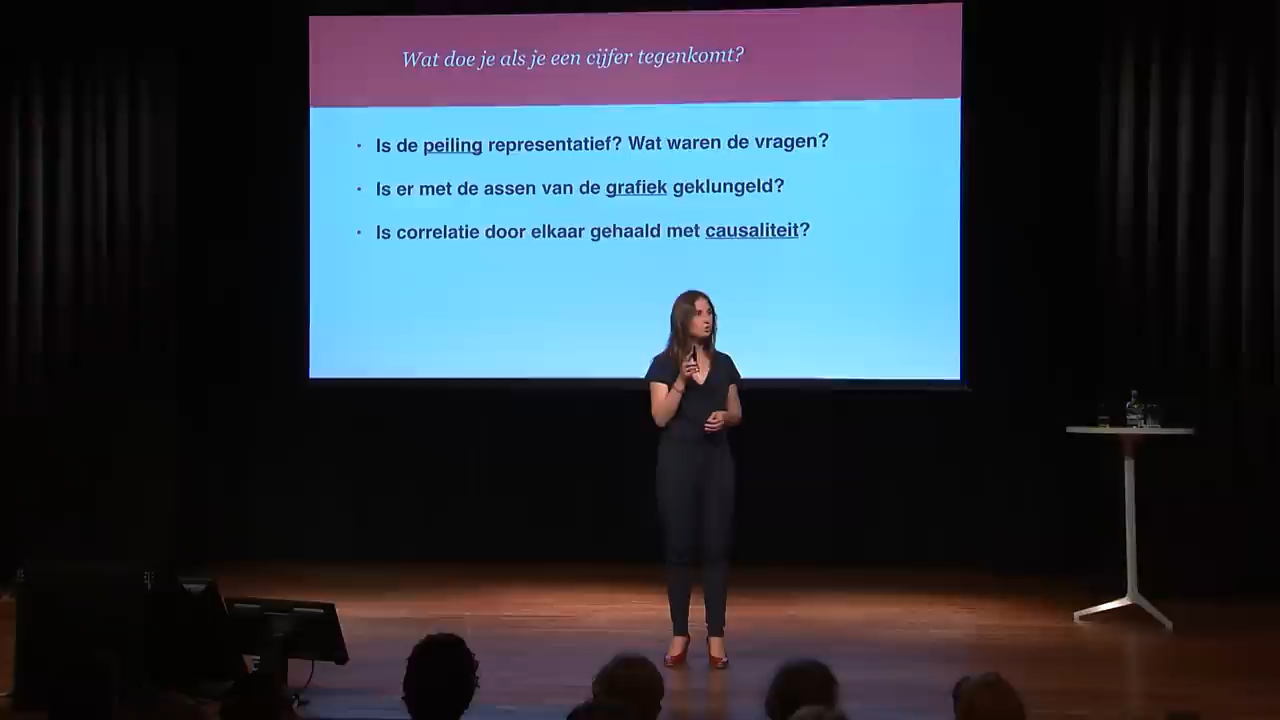 Wat doe je als je een cijfer tegenkomt?
· Is de peiling representatief? Wat waren de vragen?
· Is er met de assen van de grafiek geklungeld?
· Is correlatie door elkaar gehaald met causaliteit?